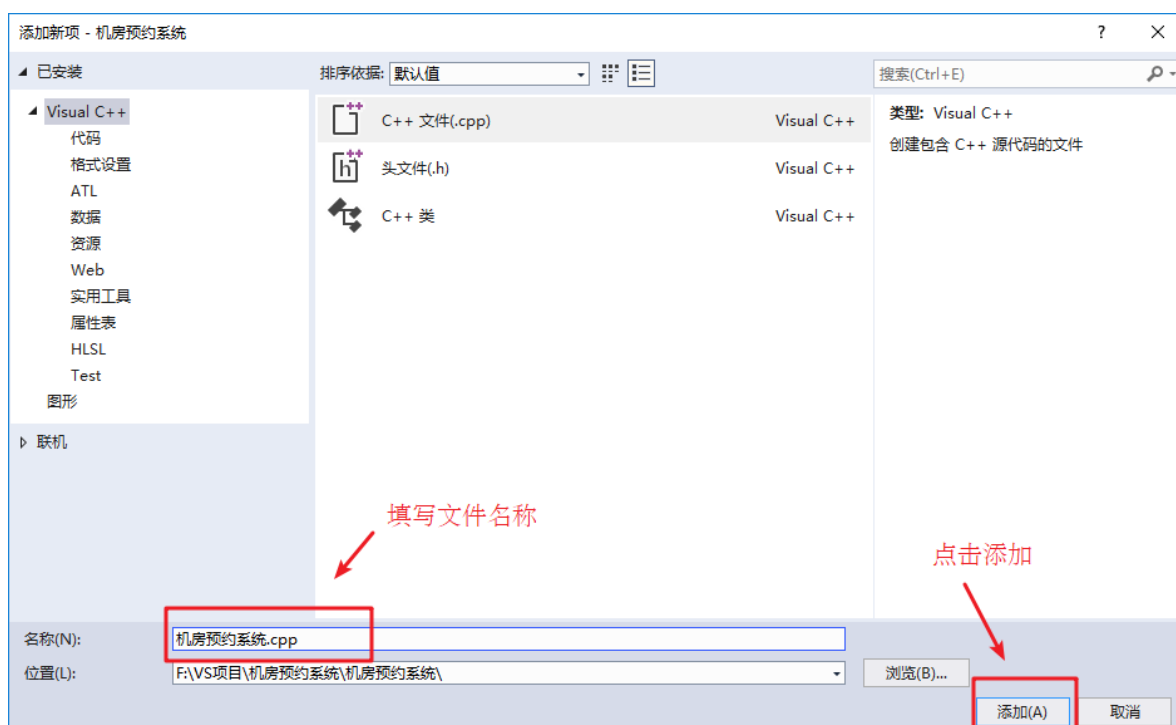 添加新项 - 机房预约系统 ? ×
已安装
排序依据: 默认值
搜索(Ctrl+E)
Visual C++
代码
格式设置
ATL
数据
资源
Web
实用工具
属性表
HLSL
Test
图形
联机
C++ 文件(.cpp) Visual C++
头文件(.h) Visual C++
C++ 类 Visual C++
类型: Visual C++
创建包含 C++ 源代码的文件
填写文件名称
点击添加
名称(N): 机房预约系统.cpp
位置(L): F:\VS项目\机房预约系统\机房预约系统\ 浏览(B)...
添加(A) 取消